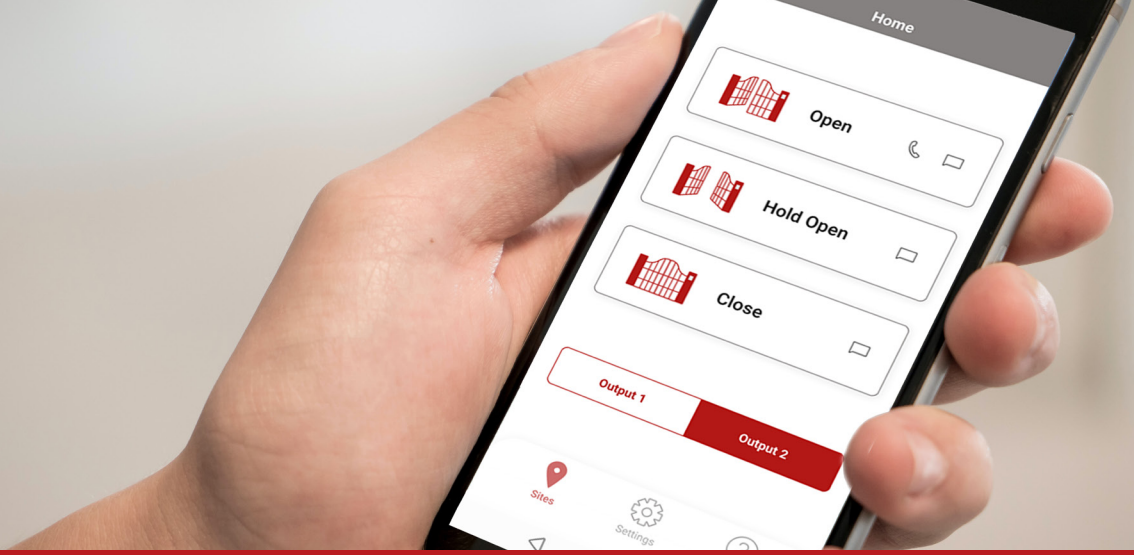 Home
Open
Hold Open
Close
Output 1
Output 2
Sites
Settings
?